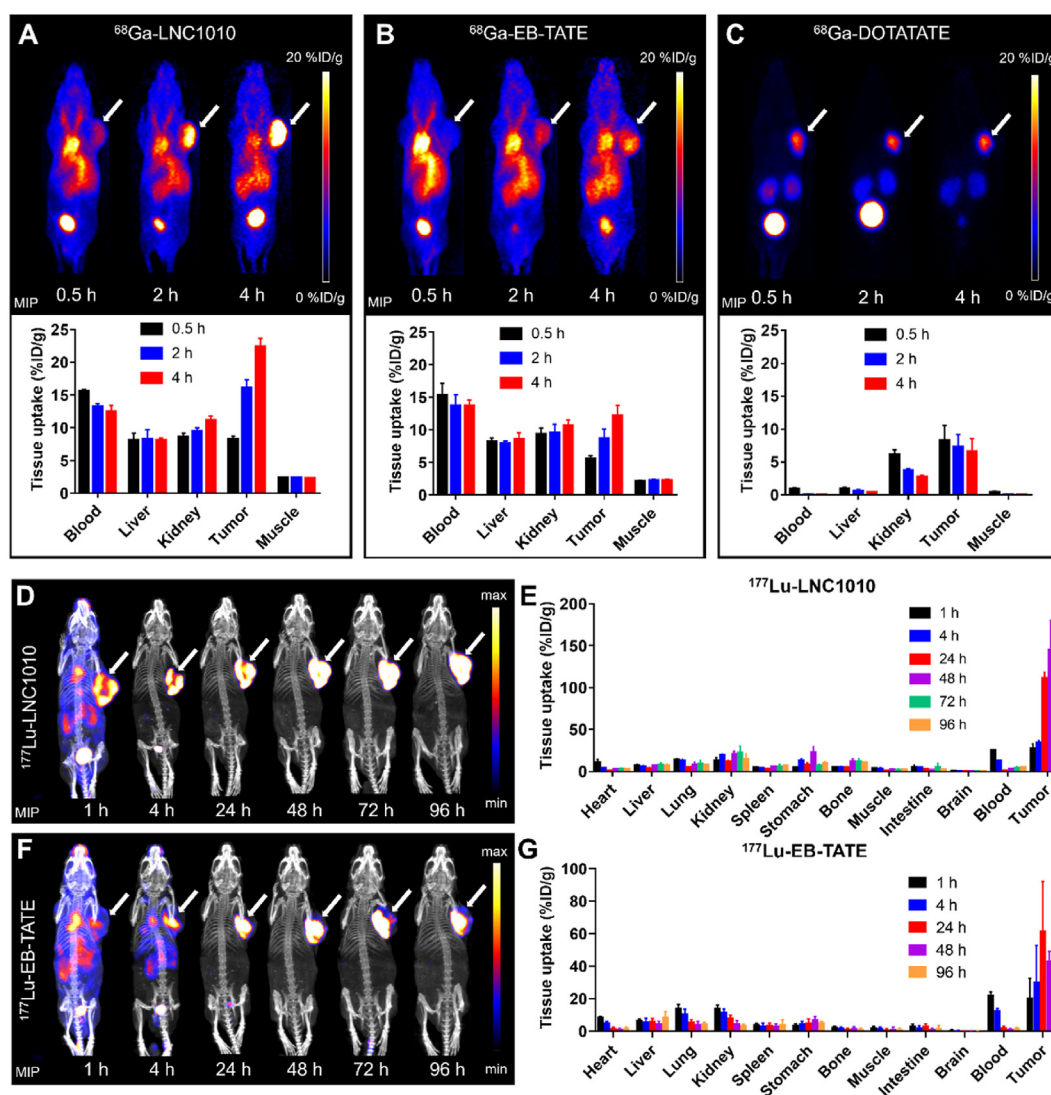 A
⁶⁸Ga-LNC1010
20 %ID/g
MIP
0.5 h
2 h
4 h
0 %ID/g
Tissue uptake (%ID/g)
25
20
15
10
5
0
0.5 h
2 h
4 h
Blood
Liver
Kidney
Tumor
Muscle
B
⁶⁸Ga-EB-TATE
20 %ID/g
MIP
0.5 h
2 h
4 h
0 %ID/g
Tissue uptake (%ID/g)
25
20
15
10
5
0
0.5 h
2 h
4 h
Blood
Liver
Kidney
Tumor
Muscle
C
⁶⁸Ga-DOTATATE
20 %ID/g
MIP
0.5 h
2 h
4 h
0 %ID/g
Tissue uptake (%ID/g)
25
20
15
10
5
0
0.5 h
2 h
4 h
Blood
Liver
Kidney
Tumor
Muscle
D
¹⁷⁷Lu-LNC1010
max
min
MIP
1 h
4 h
24 h
48 h
72 h
96 h
E
¹⁷⁷Lu-LNC1010
Tissue uptake (%ID/g)
200
150
100
50
0
1 h
4 h
24 h
48 h
72 h
96 h
Heart
Liver
Lung
Kidney
Spleen
Stomach
Bone
Muscle
Intestine
Brain
Blood
Tumor
F
¹⁷⁷Lu-EB-TATE
max
min
MIP
1 h
4 h
24 h
48 h
72 h
96 h
G
¹⁷⁷Lu-EB-TATE
Tissue uptake (%ID/g)
100
80
60
40
20
0
1 h
4 h
24 h
48 h
96 h
Heart
Liver
Lung
Kidney
Spleen
Stomach
Bone
Muscle
Intestine
Brain
Blood
Tumor